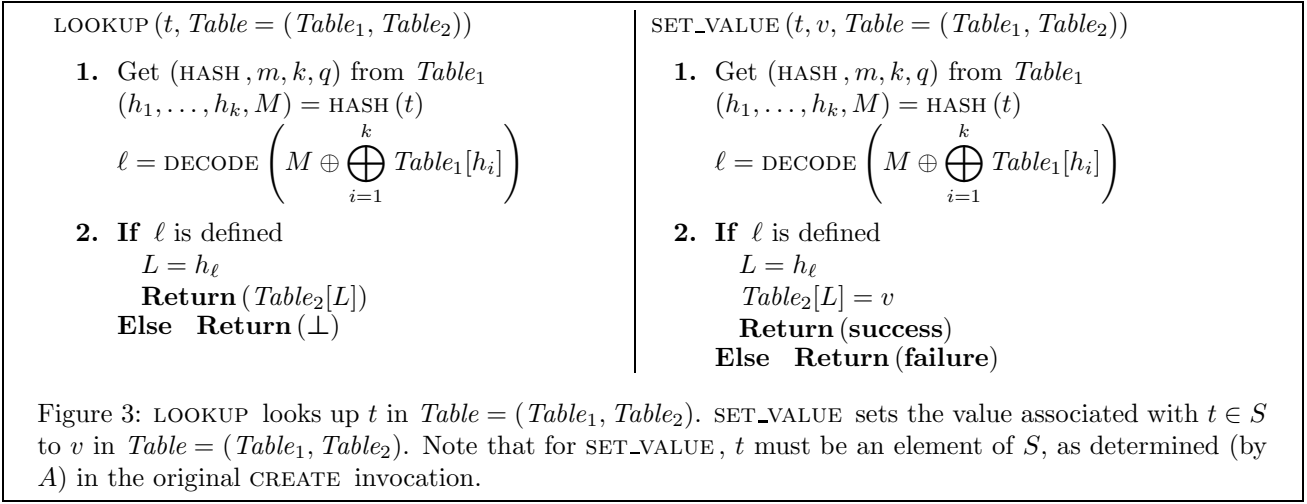 LOOKUP (t, Table = (Table₁, Table₂))
1. Get (HASH, m, k, q) from Table₁
(h₁, . . . , hₖ, M) = HASH (t)
ℓ = DECODE (M ⊕ ⨁ᵢ₌₁ᵏ Table₁[hᵢ])
2. If ℓ is defined
L = h_ℓ
Return (Table₂[L])
Else Return (⊥)
SET_VALUE (t, v, Table = (Table₁, Table₂))
1. Get (HASH, m, k, q) from Table₁
(h₁, . . . , hₖ, M) = HASH (t)
ℓ = DECODE (M ⊕ ⨁ᵢ₌₁ᵏ Table₁[hᵢ])
2. If ℓ is defined
L = h_ℓ
Table₂[L] = v
Return (success)
Else Return (failure)
Figure 3: LOOKUP looks up t in Table = (Table₁, Table₂). SET_VALUE sets the value associated with t ∈ S
to v in Table = (Table₁, Table₂). Note that for SET_VALUE, t must be an element of S, as determined (by
A) in the original CREATE invocation.